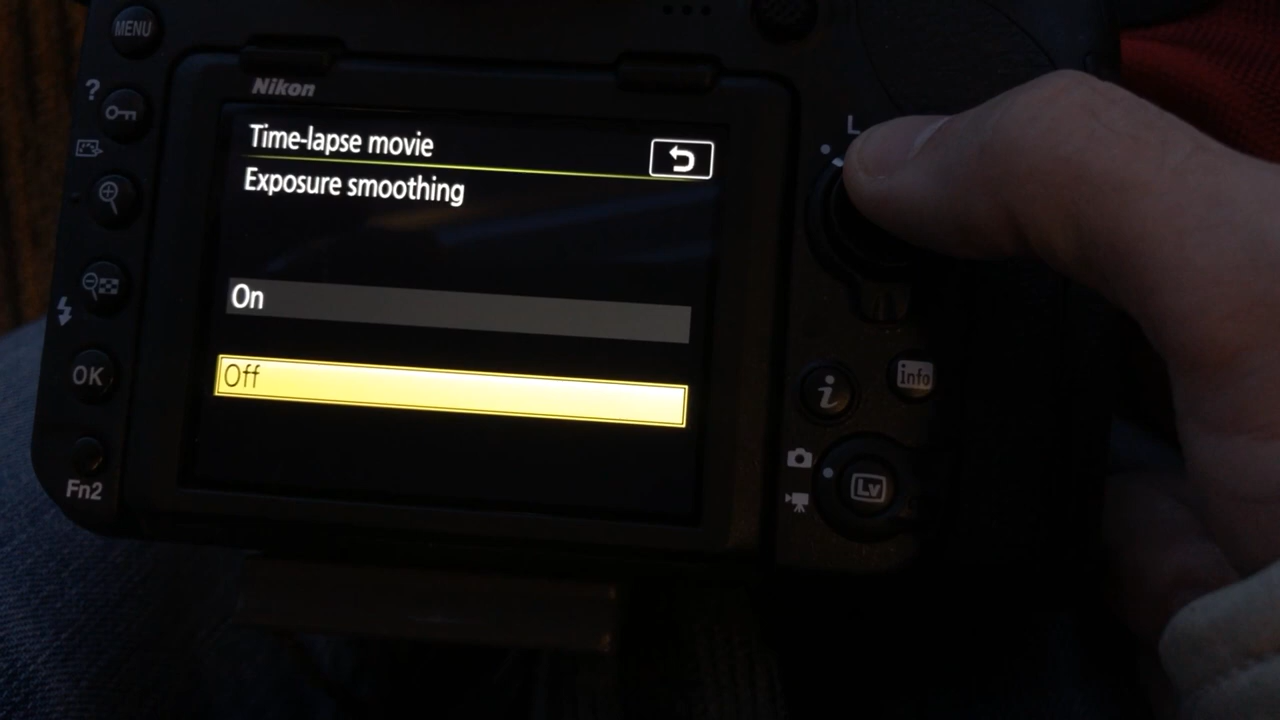 MENU
Nikon
?
Time-lapse movie
Exposure smoothing
On
Off
OK
Fn2
L
i
info
Lv